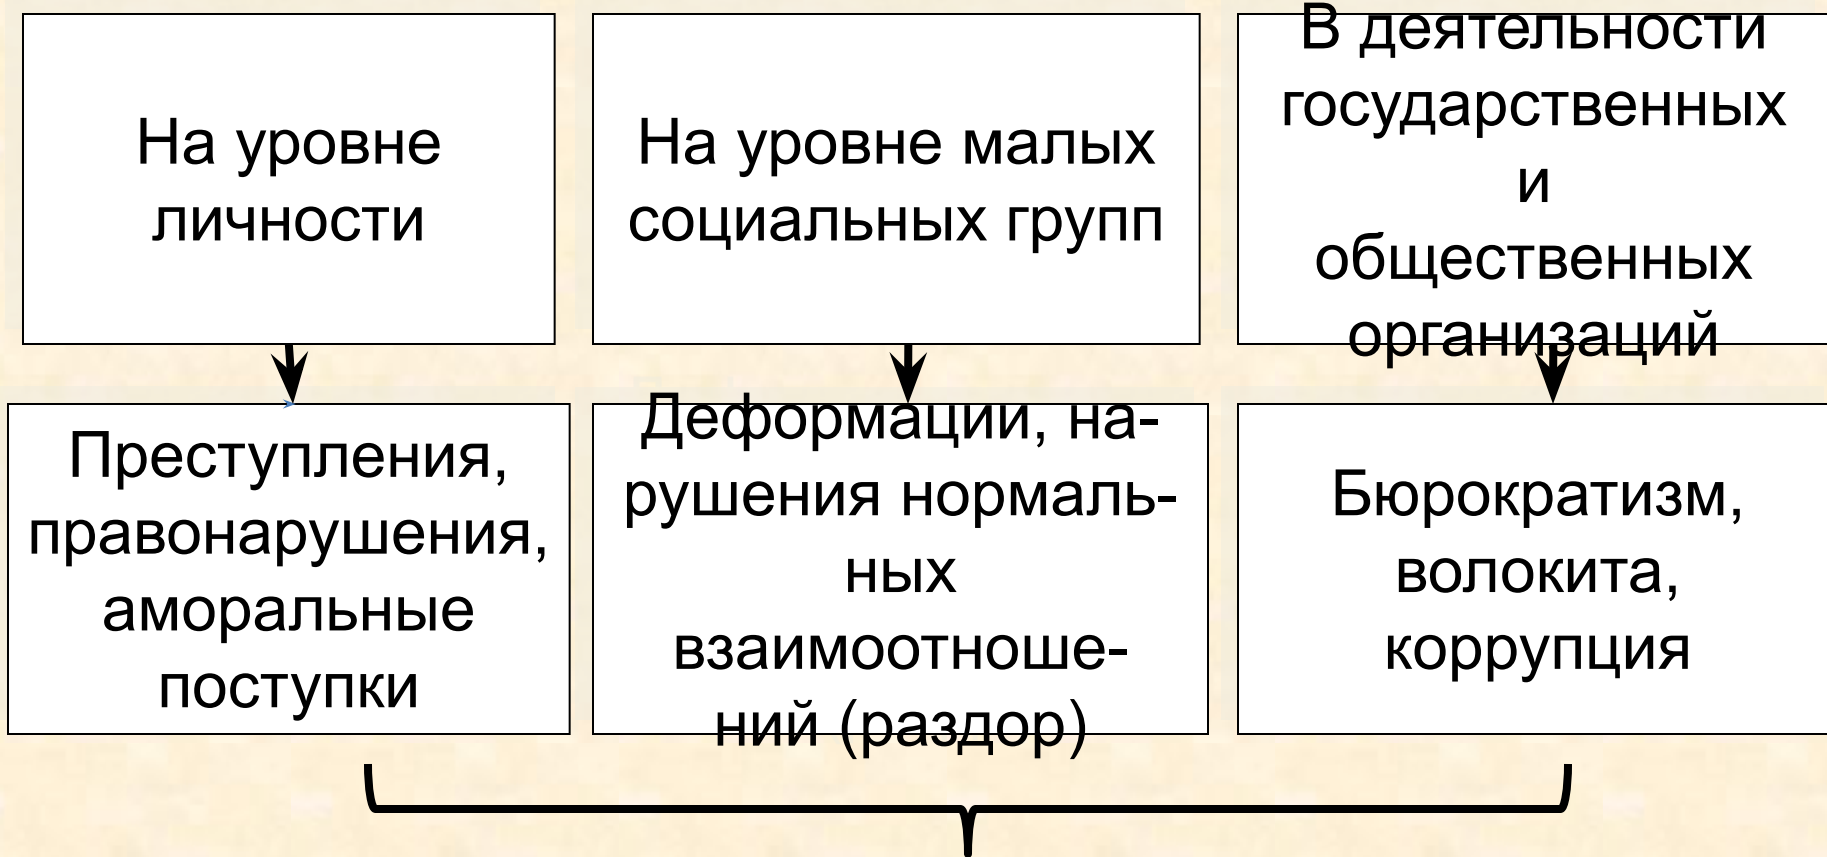 На уровне
личности
На уровне малых
социальных групп
В деятельности
государственных
и
общественных
организаций
Преступления,
правонарушения,
аморальные
поступки
Деформации, на-
рушения нормаль-
ных
взаимоотноше-
ний (раздор)
Бюрократизм,
волокита,
коррупция